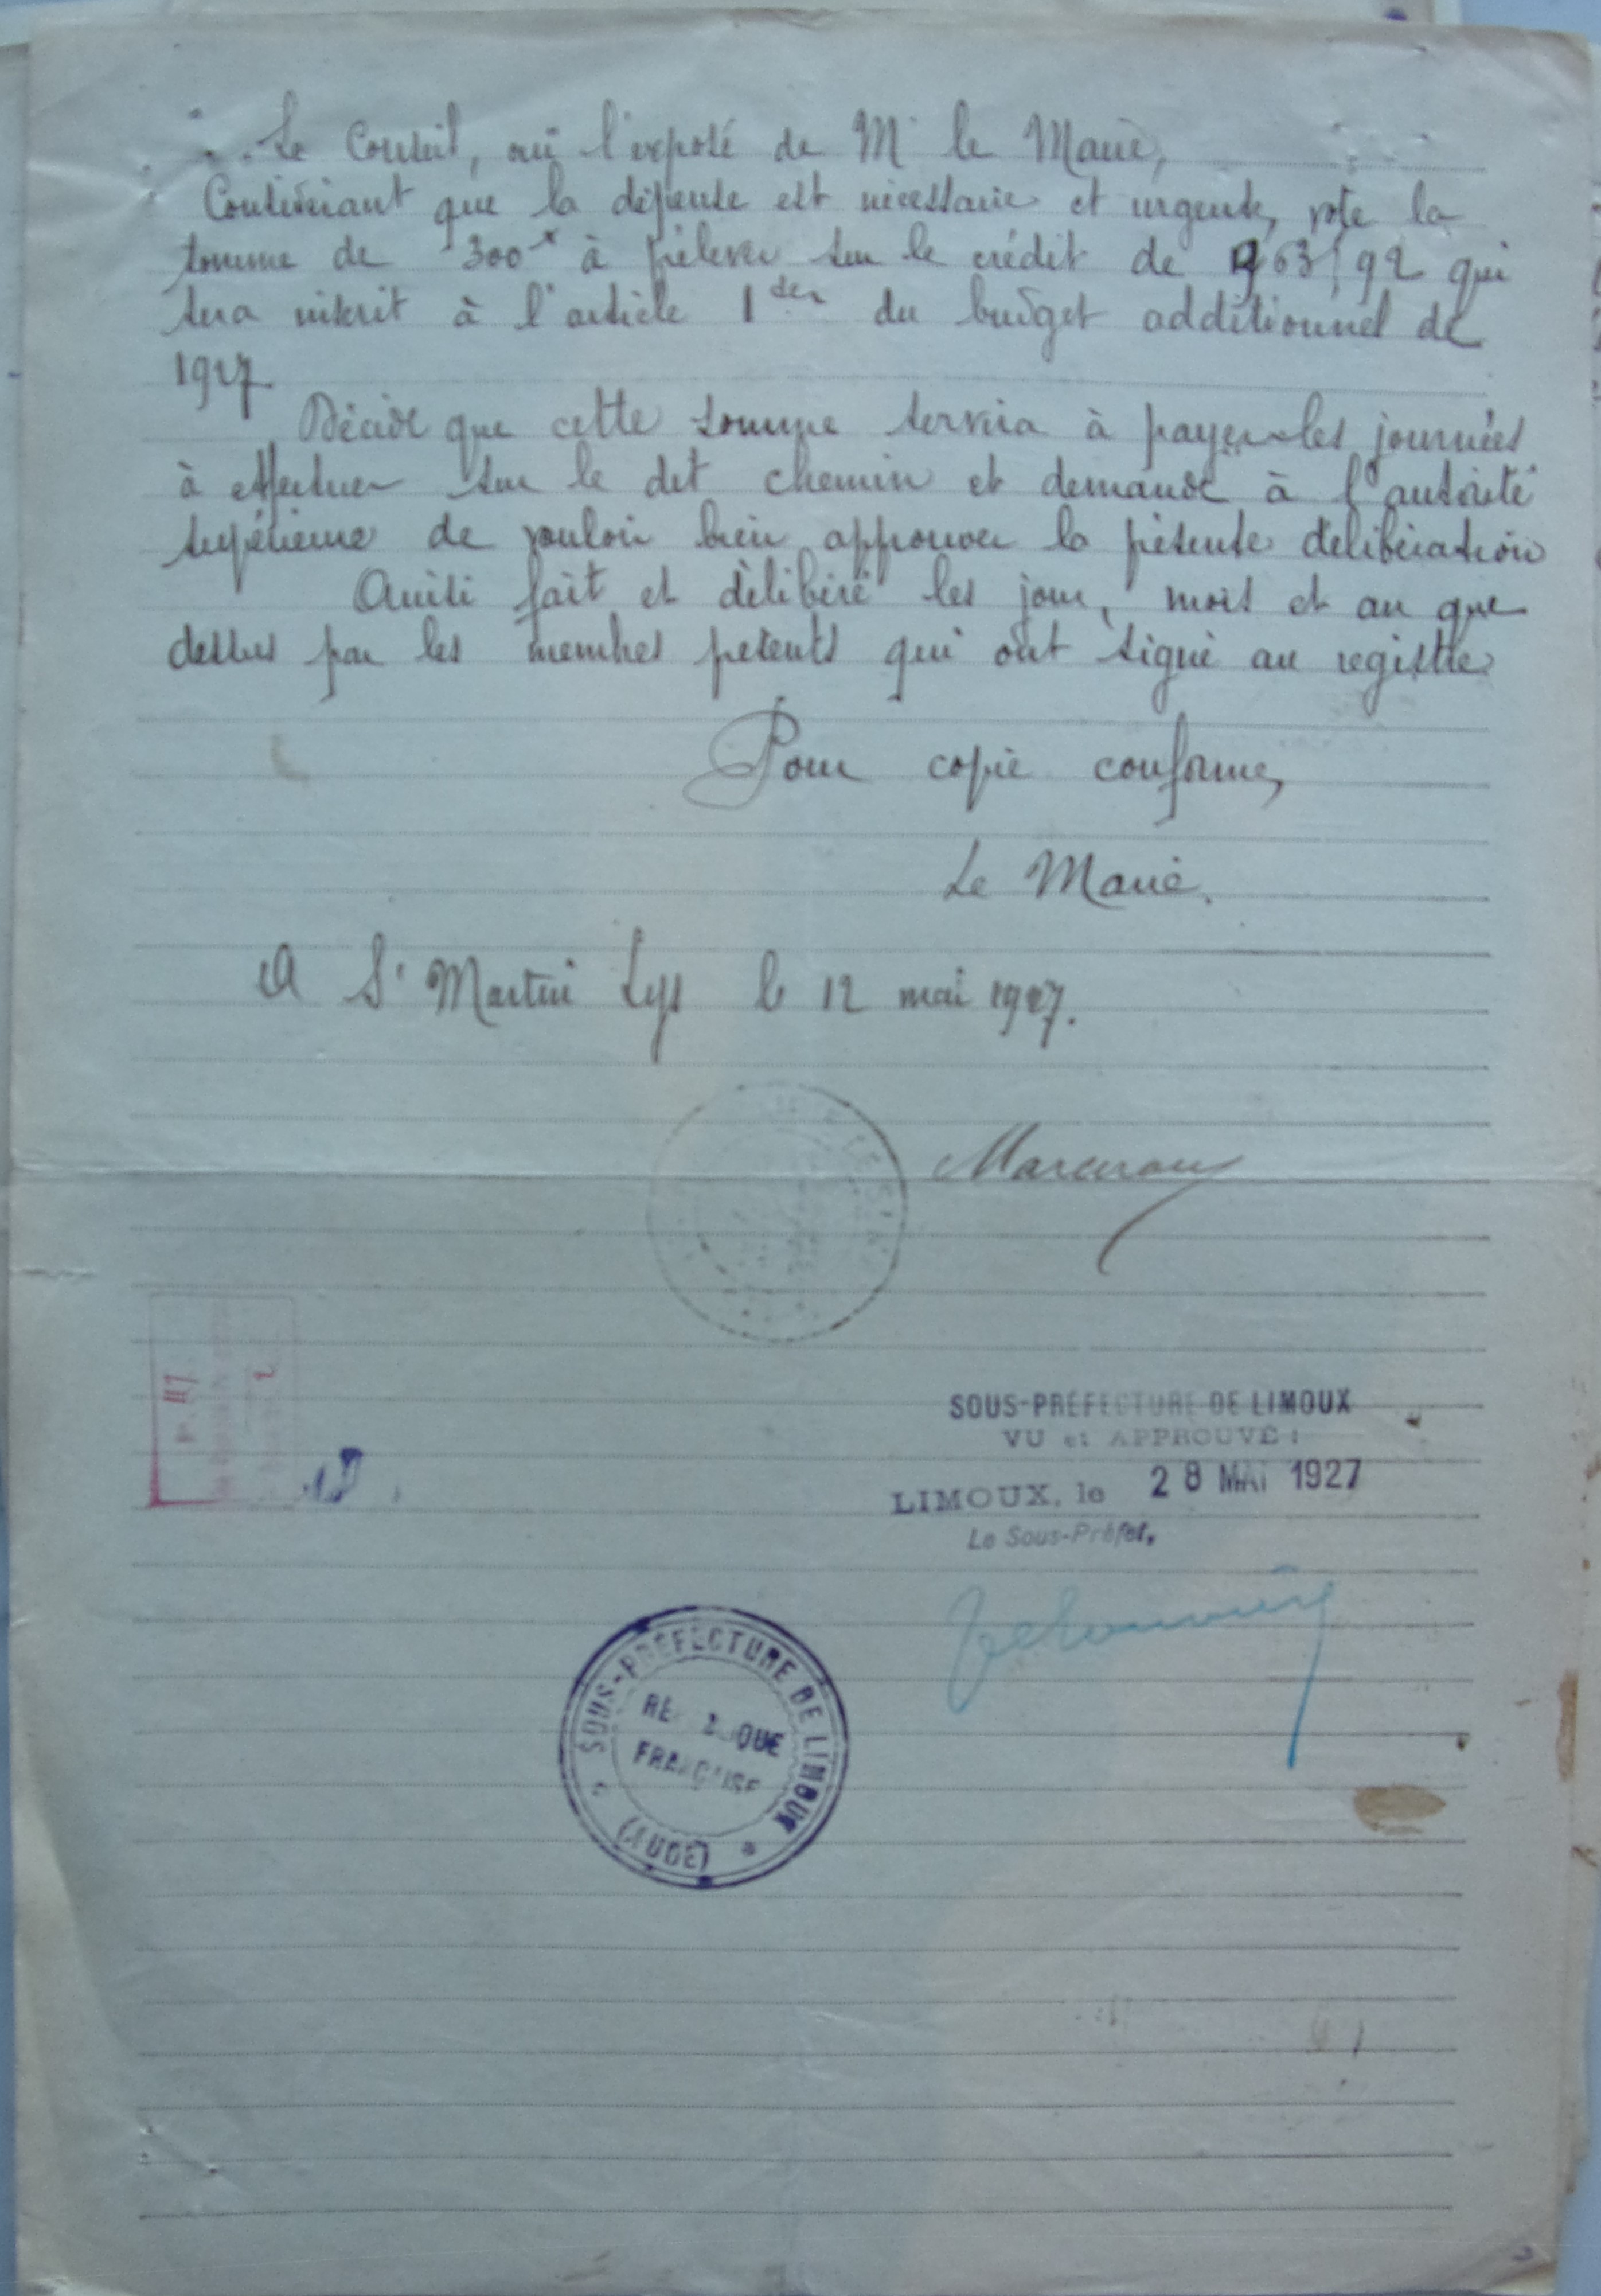 Le Conseil, ouï l'exposé de Mr le Maire,
Considérant que la dépense est nécessaire et urgente, vote la
somme de 300 f à prélever sur le crédit de 963f92 qui
sera inscrit à l'article 1er du budget additionnel de
1927
Décide que cette somme servira à payer les journées
à effectuer sur le dit chemin et demande à l'autorité
supérieure de vouloir bien approuver la présente délibération
Ainsi fait et délibéré les jour, mois et an que
dessus par les membres présents qui ont signé au registre
Pour copie conforme,
Le Maire.
A St Martin Lys le 12 mai 1927.
SOUS-PRÉFECTURE DE LIMOUX
VU et APPROUVÉ :
LIMOUX, le 28 MAI 1927
Le Sous-Préfet,
SOUS-PRÉFECTURE DE LIMOUX
RÉPUBLIQUE
FRANÇAISE
(AUDE)